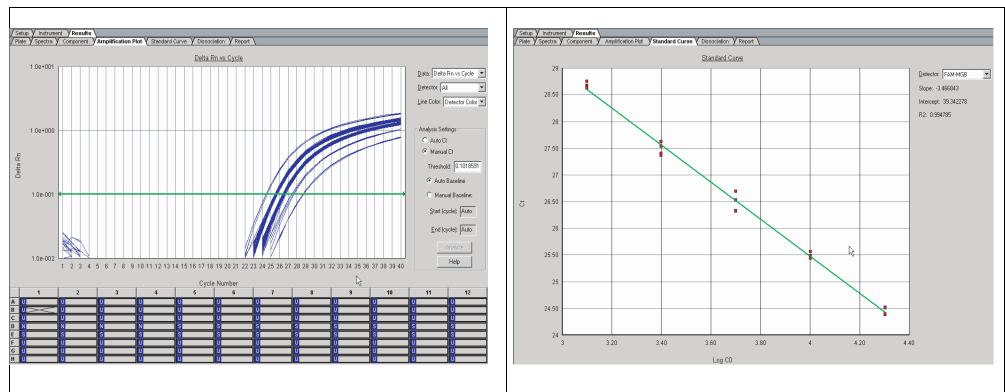 Setup Instrument Results
Plate Spectra Component Amplification Plot Standard Curve Dissociation Report
Delta Rn vs Cycle
1.0e+001
1.0e+000
1.0e-001
1.0e-002
Delta Rn
1 2 3 4 5 6 7 8 9 10 11 12 13 14 15 16 17 18 19 20 21 22 23 24 25 26 27 28 29 30 31 32 33 34 35 36 37 38 39 40
Cycle Number
Data: Delta Rn vs Cycle
Detector: All
Line Color: Detector Color
Analysis Settings
Auto Ct
Manual Ct
Threshold: 0.1018591
Auto Baseline
Manual Baseline:
Start (cycle): Auto
End (cycle): Auto
Analyze
Help
1 2 3 4 5 6 7 8 9 10 11 12
A U U U U U U U U U U U U
B U U U U U U U U U U U U
C U U U U U U U U U U U U
D N N N N S S S S S S S S
E S S S S S S S S S S S S
F U U U U U U U U U U U U
G U U U U U U U U U U U U
H U U U U U U U U U U U U
Setup Instrument Results
Plate Spectra Component Amplification Plot Standard Curve Dissociation Report
Standard Curve
29
28.50
28
27.50
27
26.50
26
25.50
25
24.50
24
Ct
3 3.20 3.40 3.60 3.80 4 4.20 4.40
Log C0
Detector: FAM-MGB
Slope: -3.466843
Intercept: 39.342278
R2: 0.994785